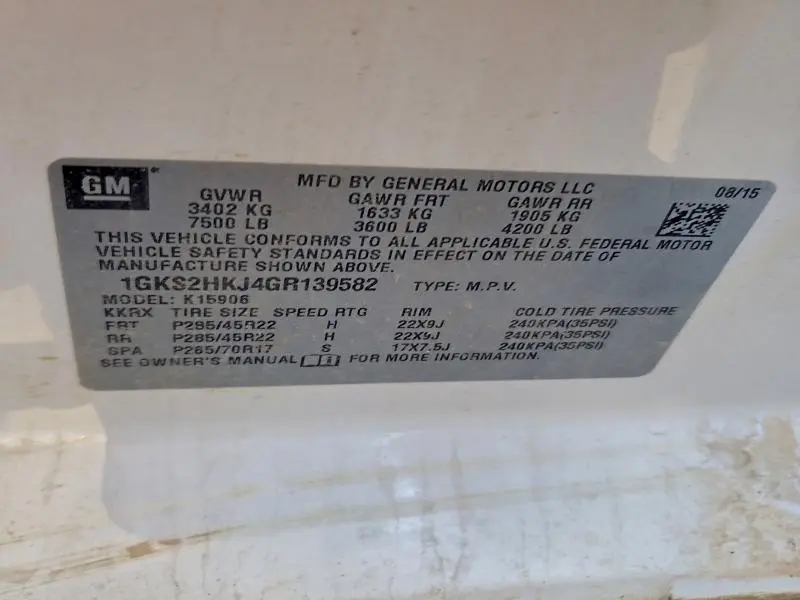 GM
MFD BY GENERAL MOTORS LLC 08/15
GVWR GAWR FRT GAWR RR
3402 KG 1633 KG 1905 KG
7500 LB 3600 LB 4200 LB
THIS VEHICLE CONFORMS TO ALL APPLICABLE U.S. FEDERAL MOTOR
VEHICLE SAFETY STANDARDS IN EFFECT ON THE DATE OF
MANUFACTURE SHOWN ABOVE.
1GKS2HKJ4GR139582 TYPE: M.P.V.
MODEL: K15906
KKRX TIRE SIZE SPEED RTG RIM COLD TIRE PRESSURE
FRT P285/45R22 H 22X9J 240KPA(35PSI)
RR P285/45R22 H 22X9J 240KPA(35PSI)
SPA P265/70R17 S 17X7.5J 240KPA(35PSI)
SEE OWNER'S MANUAL FOR MORE INFORMATION.